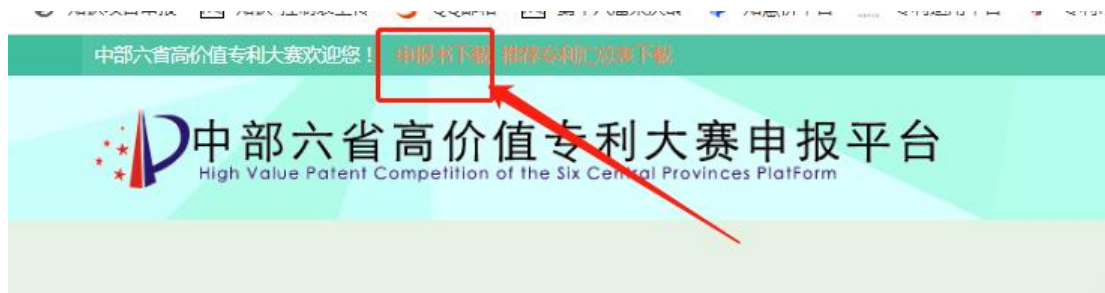 中部六省高价值专利大赛欢迎您! 申报书下载 推荐专利汇总表下载
中部六省高价值专利大赛申报平台
High Value Patent Competition of the Six Central Provinces PlatForm